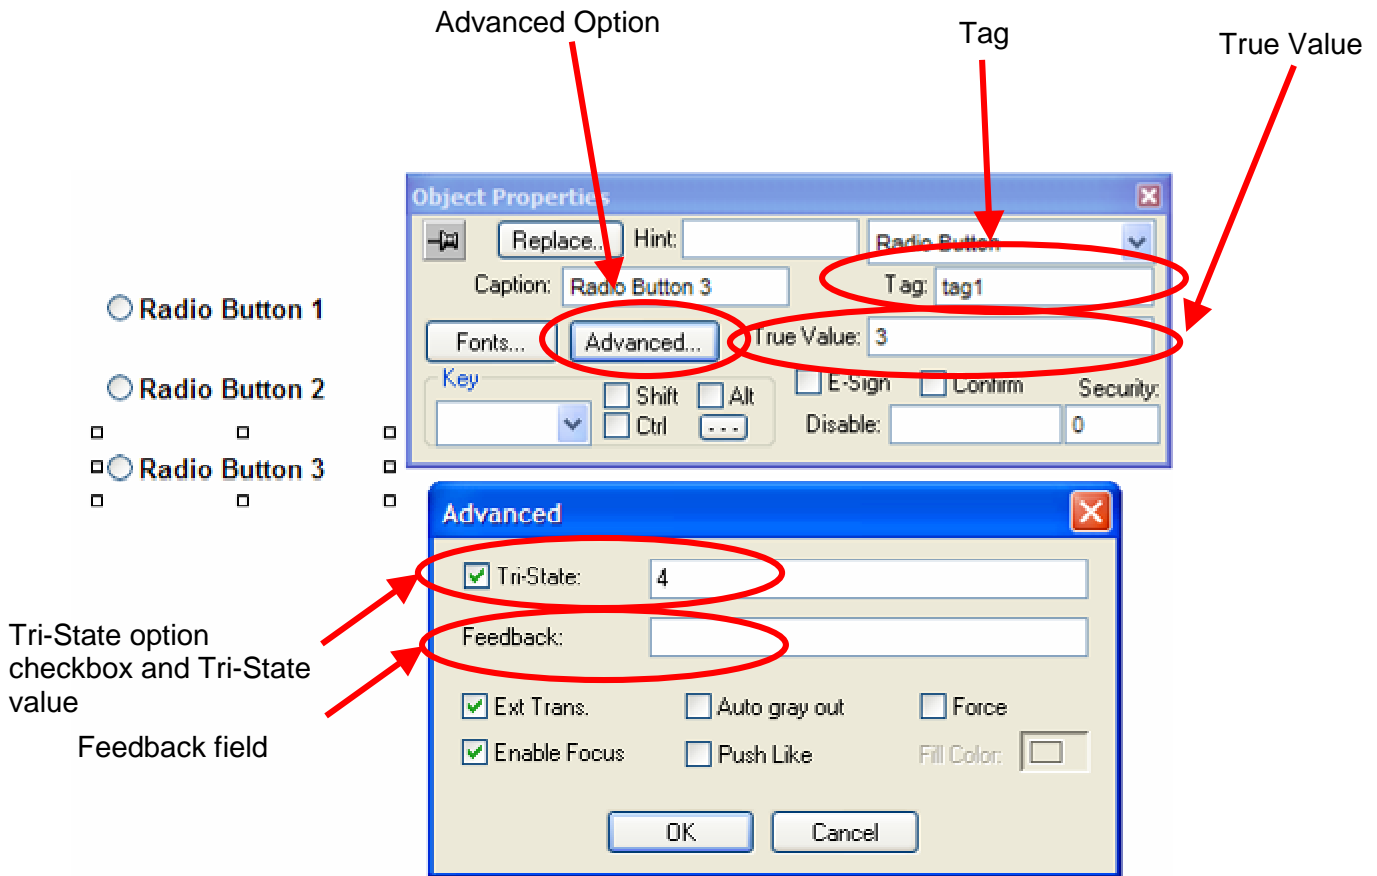 Advanced Option
Tag
True Value
Object Properties
Replace... Hint: Radio Button
Caption: Radio Button 3 Tag: tag1
Fonts... Advanced... True Value: 3
Key Shift Alt E-Sign Confirm Security:
Ctrl ... Disable: 0
Radio Button 1
Radio Button 2
Radio Button 3
Advanced
Tri-State: 4
Feedback:
Ext Trans. Auto gray out Force
Enable Focus Push Like Fill Color:
OK Cancel
Tri-State option
checkbox and Tri-State
value
Feedback field